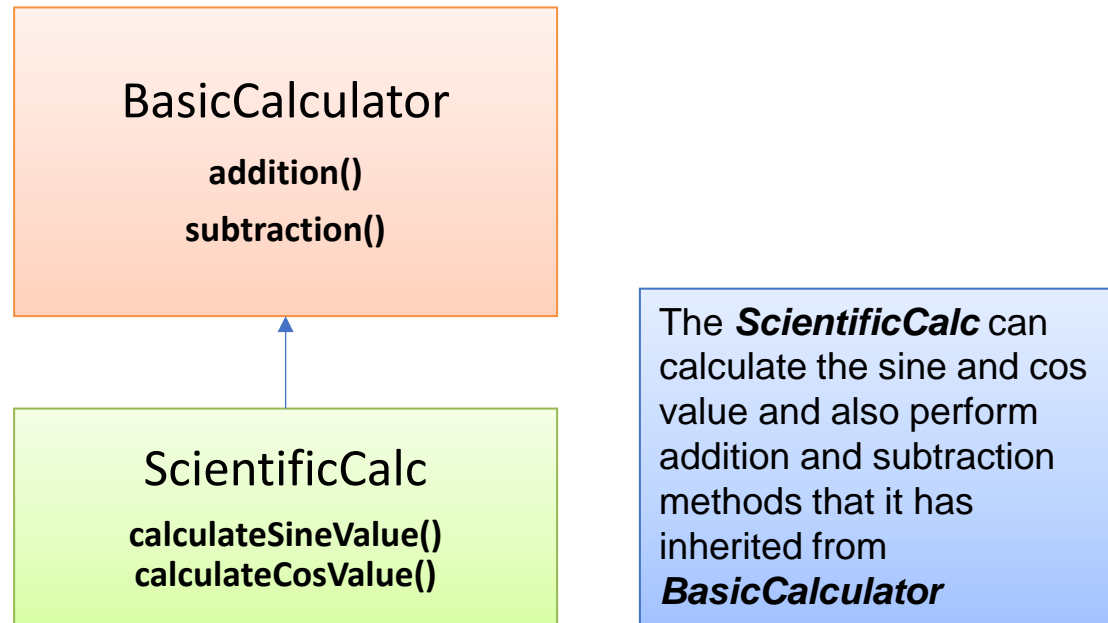 BasicCalculator
addition()
subtraction()
ScientificCalc
calculateSineValue()
calculateCosValue()
The ScientificCalc can
calculate the sine and cos
value and also perform
addition and subtraction
methods that it has
inherited from
BasicCalculator